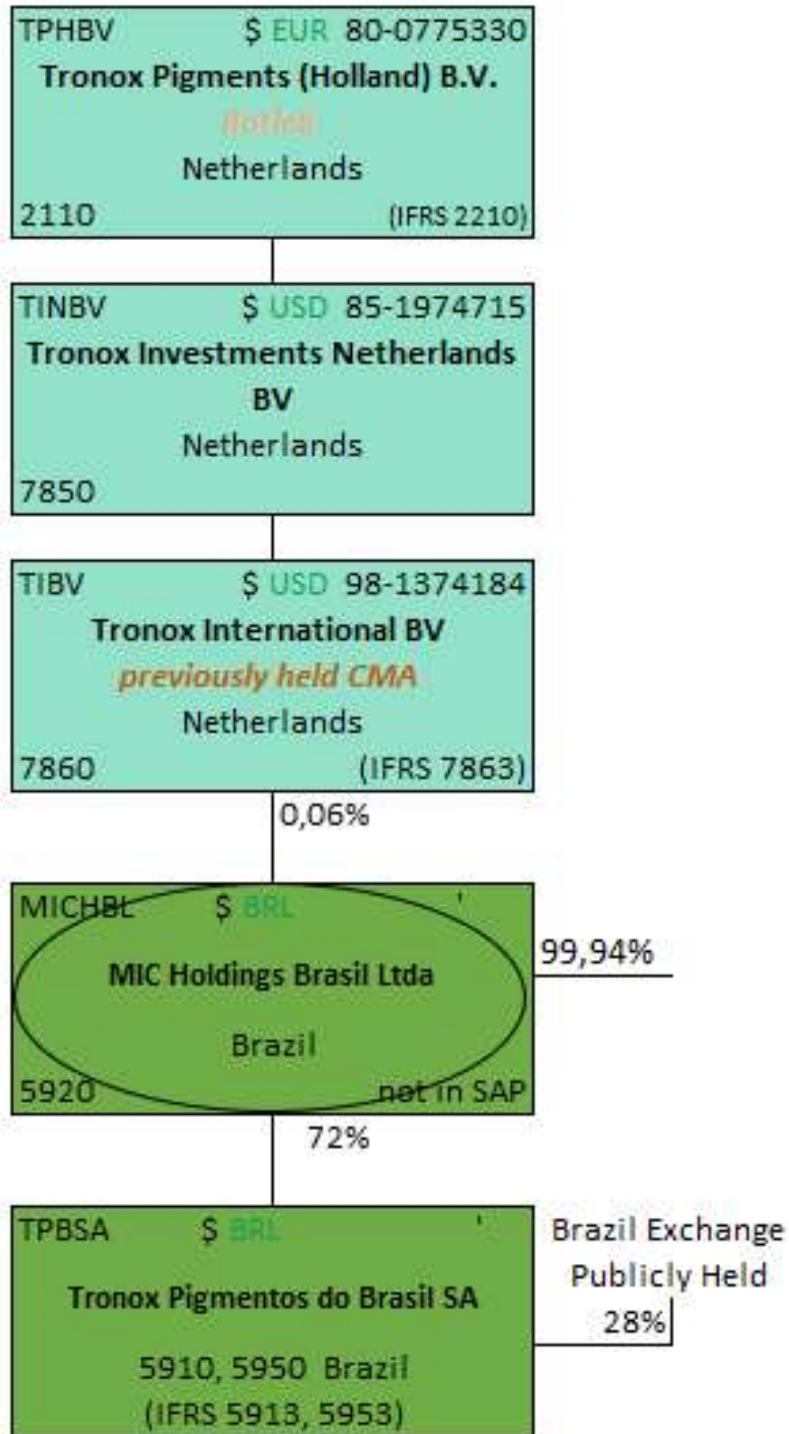 TPHBV $ EUR 80-0775330
Tronox Pigments (Holland) B.V.
Botlek
Netherlands
2110 (IFRS 2210)
TINBV $ USD 85-1974715
Tronox Investments Netherlands
BV
Netherlands
7850
TIBV $ USD 98-1374184
Tronox International BV
previously held CMA
Netherlands
7860 (IFRS 7863)
0,06%
MICHBL $ BRL '
MIC Holdings Brasil Ltda
99,94%
Brazil
5920 not in SAP
72%
TPBSA $ BRL '
Tronox Pigmentos do Brasil SA
5910, 5950 Brazil
(IFRS 5913, 5953)
Brazil Exchange
Publicly Held
28%